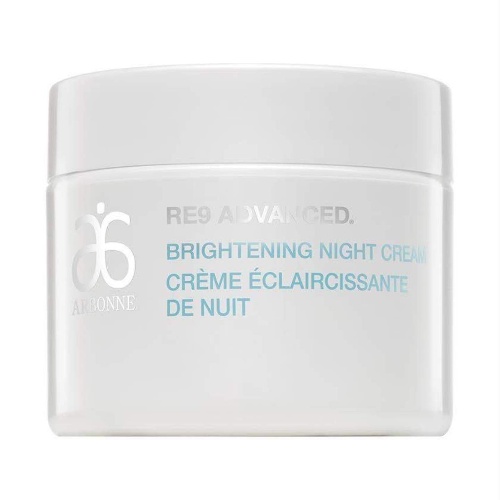 RE9 ADVANCED.
BRIGHTENING NIGHT CREAM
CRÈME ÉCLAIRCISSANTE
DE NUIT
ARBONNE